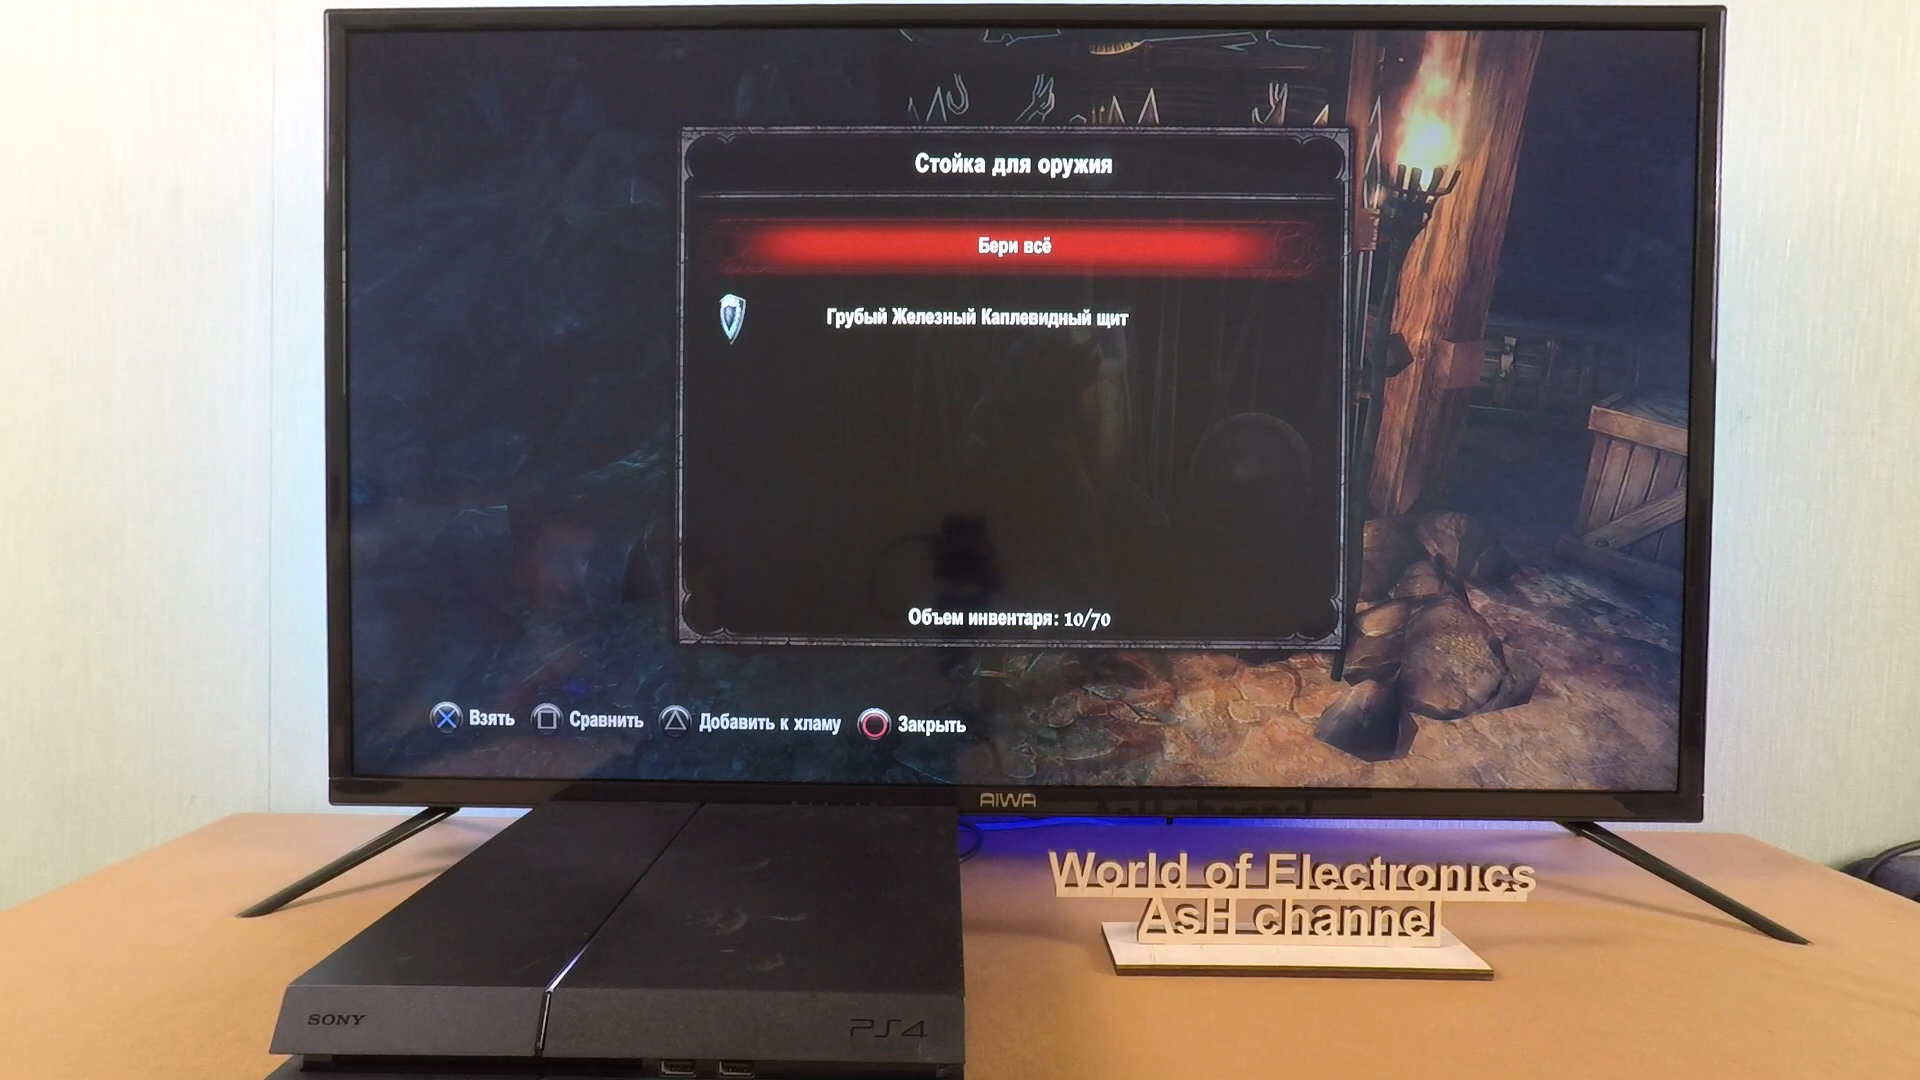 Стойка для оружия
Бери всё
Грубый Железный Каплевидный щит
Объем инвентаря: 10/70
Взять Сравнить Добавить к хламу Закрыть
AIWA
World of Electronics
AsH channel
SONY PS4